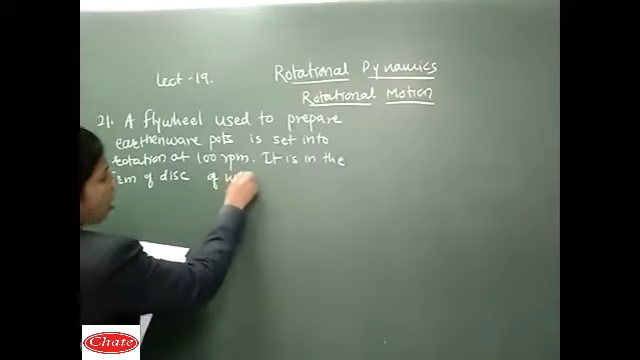 Lect-19.
Rotational Dynamics
Rotational Motion
21. A flywheel used to prepare
earthenware pots is set into
rotation at 100 rpm. It is in the
of disc of
Chate